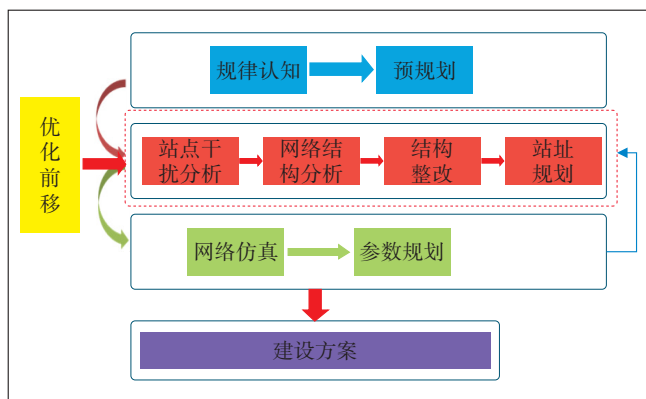 规律认知
预规划
优
化
前
移
站点干
扰分析
网络结
构分析
结构
整改
站址
规划
网络仿真
参数规划
建设方案